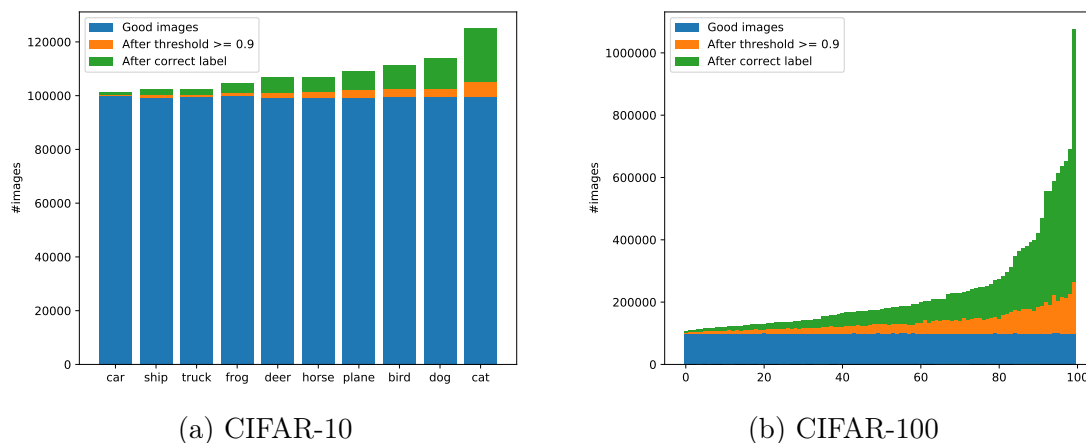 Good images
After threshold >= 0.9
After correct label
120000
100000
80000
60000
40000
20000
0
#images
car ship truck frog deer horse plane bird dog cat
(a) CIFAR-10
Good images
After threshold >= 0.9
After correct label
1000000
800000
600000
400000
200000
0
#images
0 20 40 60 80 100
(b) CIFAR-100